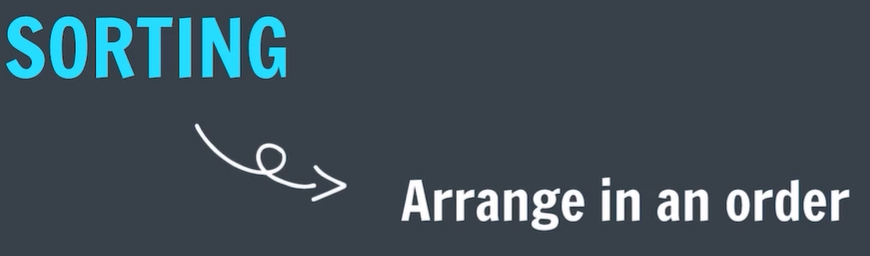 SORTING
Arrange in an order